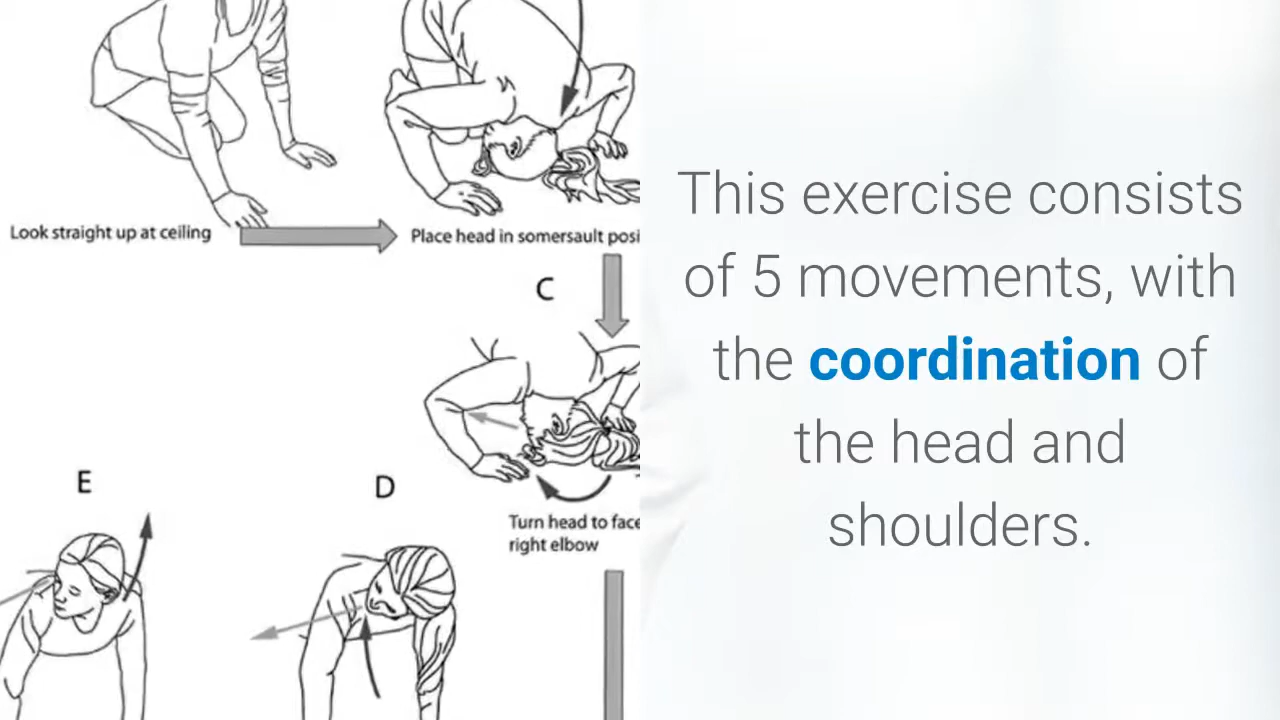 Look straight up at ceiling
Place head in somersault posi
C
E
D
Turn head to face
right elbow
This exercise consists
of 5 movements, with
the coordination of
the head and
shoulders.